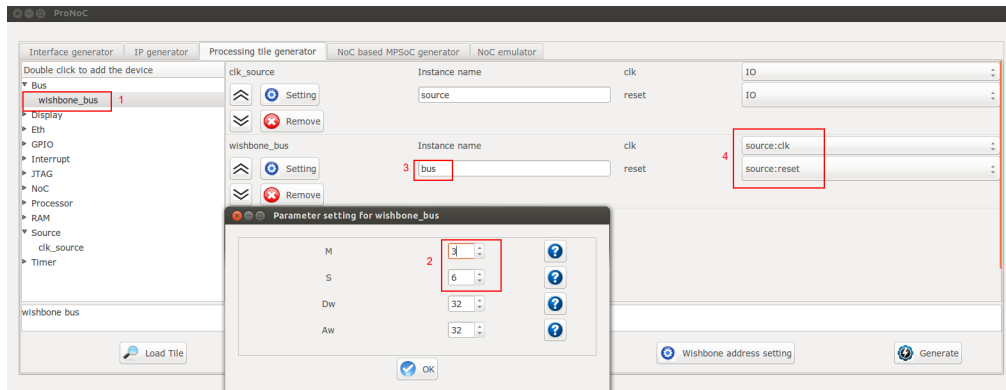 ProNoC
Interface generator IP generator Processing tile generator NoC based MPSoC generator NoC emulator
Double click to add the device
Bus
wishbone_bus 1
Display
Eth
GPIO
Interrupt
JTAG
NoC
Processor
RAM
Source
clk_source
Timer
clk_source Instance name clk IO
Setting source reset IO
Remove
wishbone_bus Instance name clk source:clk
4
Setting 3 bus reset source:reset
Remove
Parameter setting for wishbone_bus
M 3
2
S 6
Dw 32
Aw 32
OK
wishbone bus
Load Tile Wishbone address setting Generate